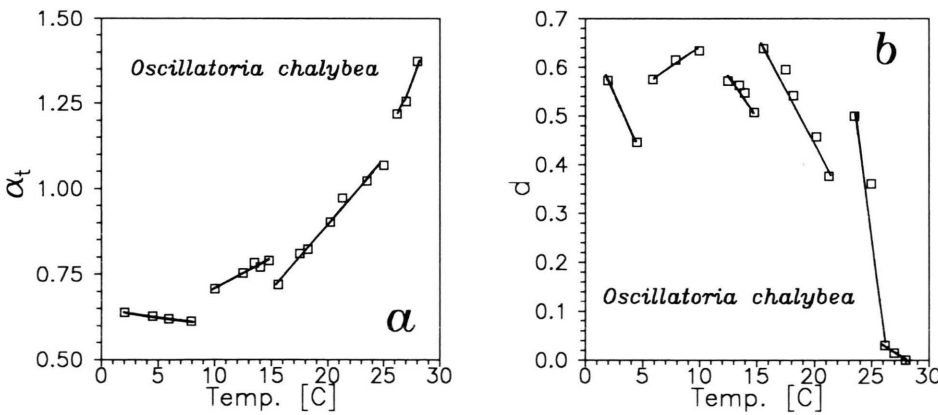 1.50
Oscillatoria chalybea
1.25
αt
1.00
0.75
a
0.50
0 5 10 15 20 25 30
Temp. [C]
0.7
b
0.6
0.5
d
0.4
0.3
0.2
Oscillatoria chalybea
0.1
0.0
0 5 10 15 20 25 30
Temp. [C]